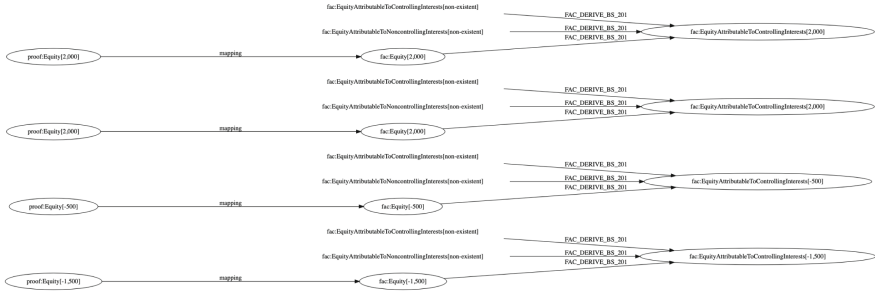 fac:EquityAttributableToControllingInterests[non-existent]
FAC_DERIVE_BS_201
fac:EquityAttributableToNoncontrollingInterests[non-existent]
FAC_DERIVE_BS_201
fac:EquityAttributableToControllingInterests[2,000]
FAC_DERIVE_BS_201
proof:Equity[2,000]
mapping
fac:Equity[2,000]
fac:EquityAttributableToControllingInterests[non-existent]
FAC_DERIVE_BS_201
fac:EquityAttributableToNoncontrollingInterests[non-existent]
FAC_DERIVE_BS_201
fac:EquityAttributableToControllingInterests[2,000]
FAC_DERIVE_BS_201
proof:Equity[2,000]
mapping
fac:Equity[2,000]
fac:EquityAttributableToControllingInterests[non-existent]
FAC_DERIVE_BS_201
fac:EquityAttributableToNoncontrollingInterests[non-existent]
FAC_DERIVE_BS_201
fac:EquityAttributableToControllingInterests[-500]
FAC_DERIVE_BS_201
proof:Equity[-500]
mapping
fac:Equity[-500]
fac:EquityAttributableToControllingInterests[non-existent]
FAC_DERIVE_BS_201
fac:EquityAttributableToNoncontrollingInterests[non-existent]
FAC_DERIVE_BS_201
fac:EquityAttributableToControllingInterests[-1,500]
FAC_DERIVE_BS_201
proof:Equity[-1,500]
mapping
fac:Equity[-1,500]